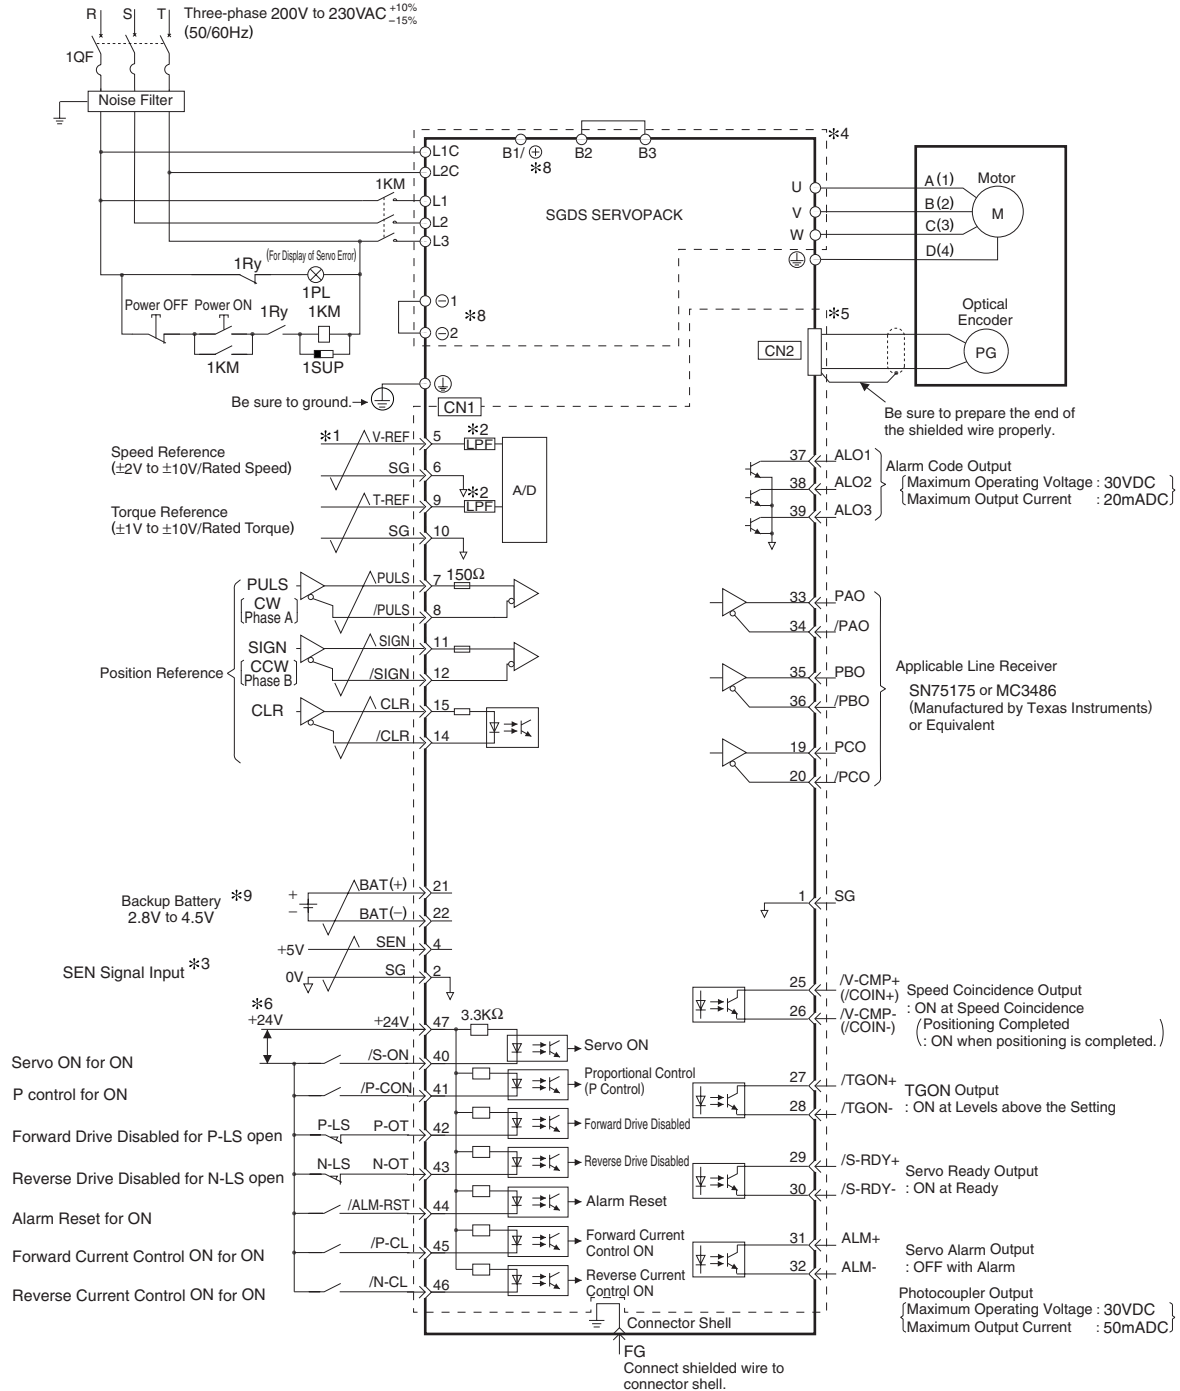 R S T Three-phase 200V to 230VAC +10% −15%
(50/60Hz)
1QF
Noise Filter
L1C
L2C
1KM
L1
L2
L3
B1/⊕ B2 B3
*8
*4
SGDS SERVOPACK
U
V
W
A(1)
B(2)
C(3)
D(4)
Motor
M
(For Display of Servo Error)
1Ry
1PL
Power OFF Power ON 1Ry 1KM
1KM 1SUP
⊖1
*8
⊖2
*5
CN2
Optical
Encoder
PG
Be sure to ground.
CN1
Be sure to prepare the end of
the shielded wire properly.
Speed Reference
(±2V to ±10V/Rated Speed)
*1 V-REF 5 *2 LPF
SG 6
Torque Reference
(±1V to ±10V/Rated Torque)
T-REF 9 *2 LPF
SG 10
A/D
37 ALO1
38 ALO2
39 ALO3
Alarm Code Output
Maximum Operating Voltage : 30VDC
Maximum Output Current : 20mADC
Position Reference
PULS
CW
Phase A
PULS 7 150Ω
/PULS 8
SIGN
CCW
Phase B
SIGN 11
/SIGN 12
CLR
CLR 15
/CLR 14
33 PAO
34 /PAO
35 PBO
36 /PBO
19 PCO
20 /PCO
Applicable Line Receiver
SN75175 or MC3486
(Manufactured by Texas Instruments)
or Equivalent
Backup Battery *9
2.8V to 4.5V
+
−
BAT(+) 21
BAT(−) 22
SEN Signal Input *3
+5V SEN 4
0V SG 2
1 SG
*6
+24V
+24V 47 3.3KΩ
Servo ON for ON
/S-ON 40
Servo ON
P control for ON
/P-CON 41
Proportional Control
(P Control)
Forward Drive Disabled for P-LS open
P-LS P-OT 42
Forward Drive Disabled
Reverse Drive Disabled for N-LS open
N-LS N-OT 43
Reverse Drive Disabled
Alarm Reset for ON
/ALM-RST 44
Alarm Reset
Forward Current Control ON for ON
/P-CL 45
Forward Current
Control ON
Reverse Current Control ON for ON
/N-CL 46
Reverse Current
Control ON
25 /V-CMP+
(/COIN+)
26 /V-CMP-
(/COIN-)
Speed Coincidence Output
: ON at Speed Coincidence
(Positioning Completed
: ON when positioning is completed.)
27 /TGON+
28 /TGON-
TGON Output
: ON at Levels above the Setting
29 /S-RDY+
30 /S-RDY-
Servo Ready Output
: ON at Ready
31 ALM+
32 ALM-
Servo Alarm Output
: OFF with Alarm
Photocoupler Output
Maximum Operating Voltage : 30VDC
Maximum Output Current : 50mADC
Connector Shell
FG
Connect shielded wire to
connector shell.